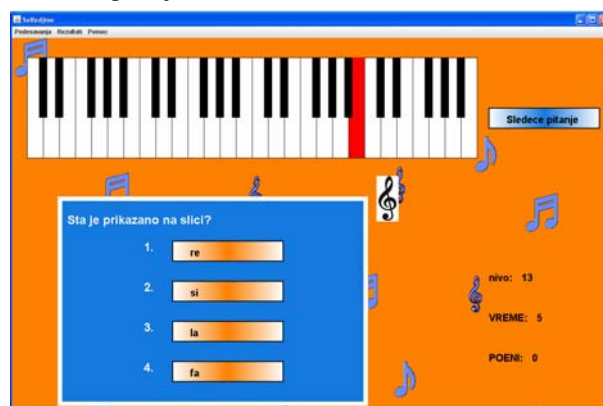 Solfedjino
Podesavanja Rezultati Pomoc
Sledece pitanje
Sta je prikazano na slici?
1. re
2. si
3. la
4. fa
nivo: 13
VREME: 5
POENI: 0